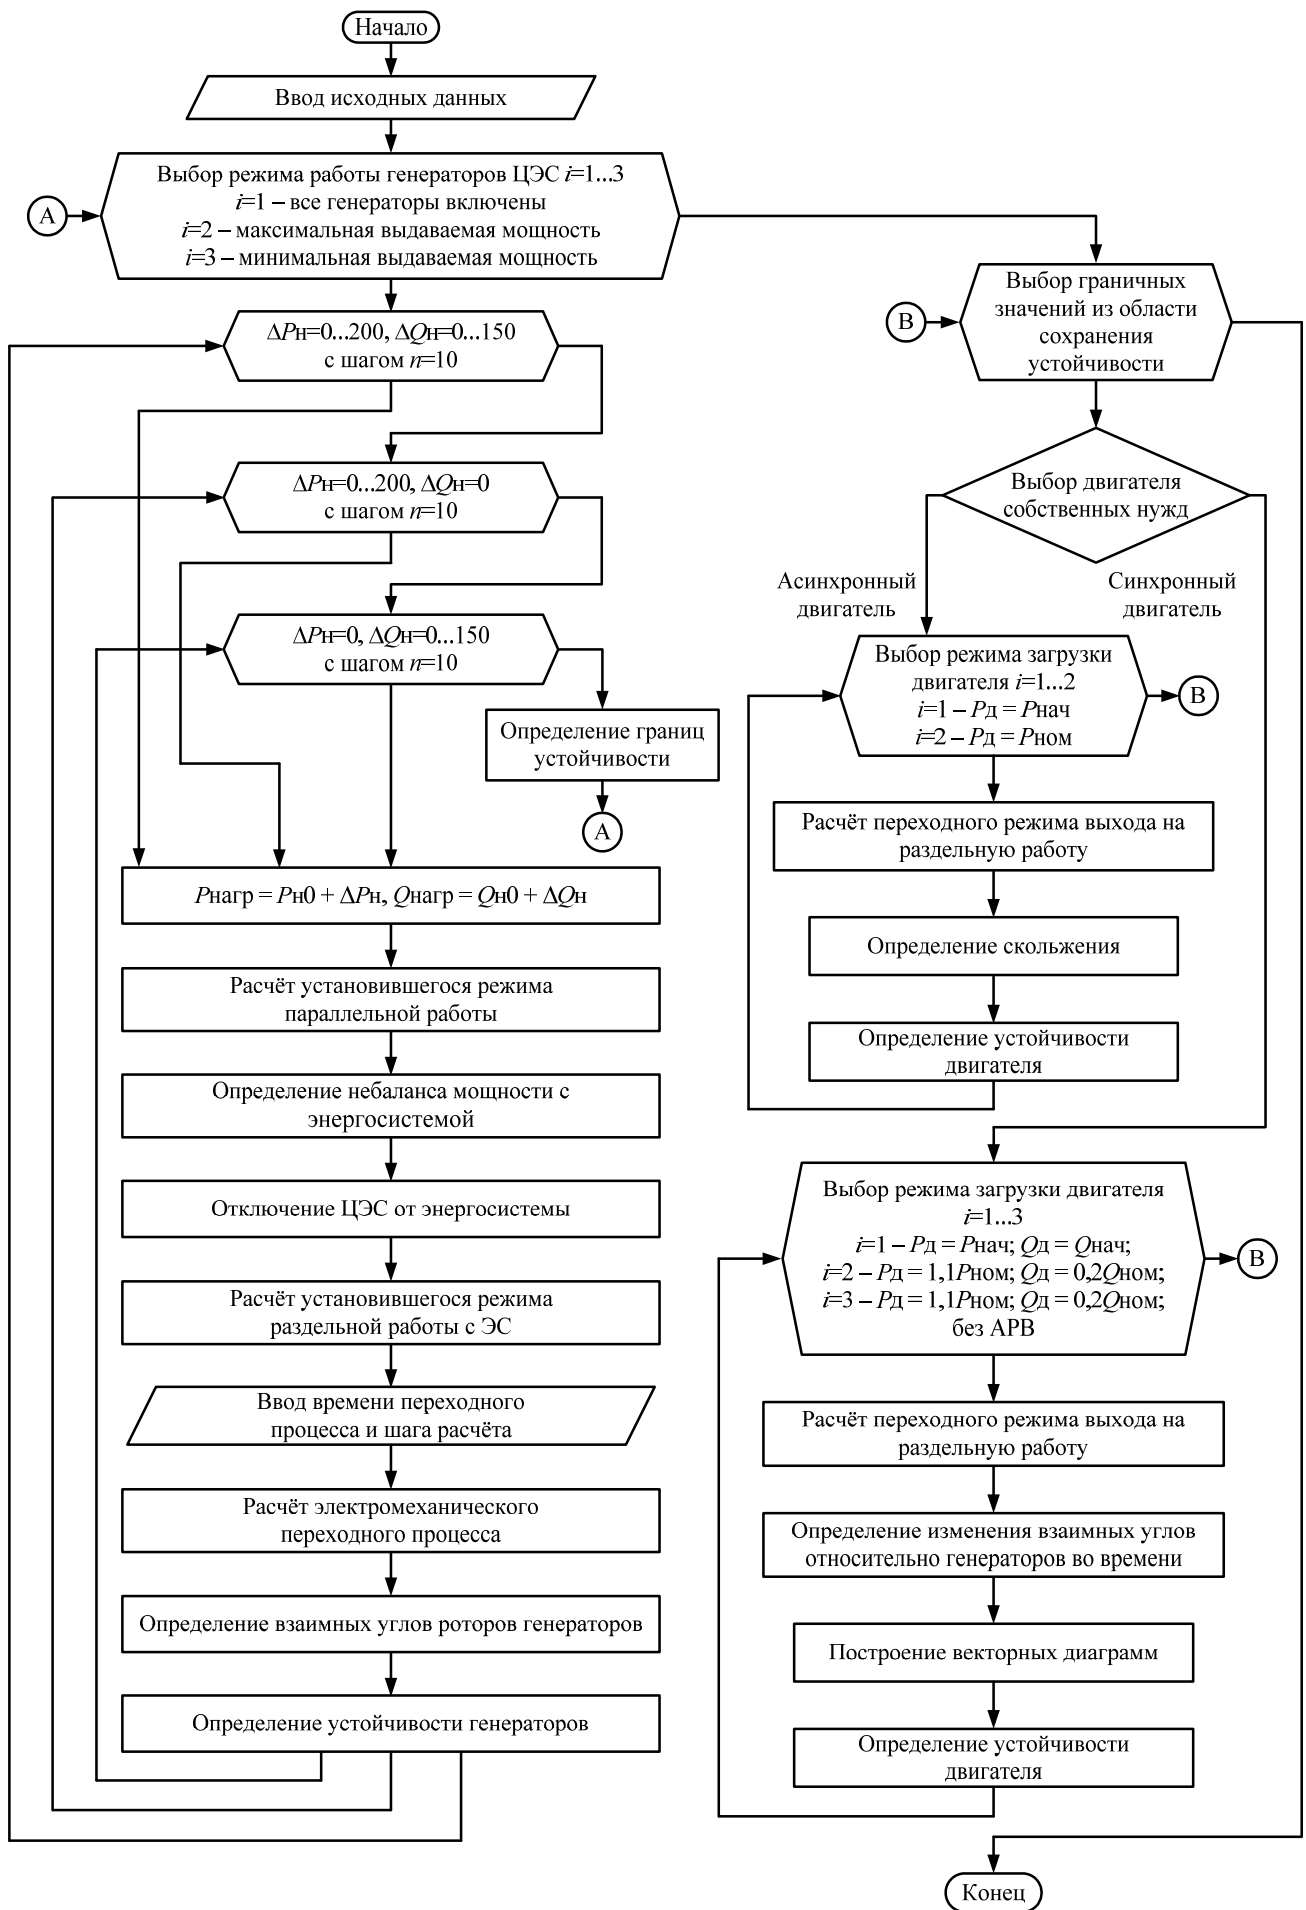 Начало
Ввод исходных данных
Выбор режима работы генераторов ЦЭС i=1...3
i=1 – все генераторы включены
i=2 – максимальная выдаваемая мощность
i=3 – минимальная выдаваемая мощность
А
ΔPн=0...200, ΔQн=0...150
с шагом n=10
ΔPн=0...200, ΔQн=0
с шагом n=10
ΔPн=0, ΔQн=0...150
с шагом n=10
Определение границ
устойчивости
А
Pнагр = Pн0 + ΔPн, Qнагр = Qн0 + ΔQн
Расчёт установившегося режима
параллельной работы
Определение небаланса мощности с
энергосистемой
Отключение ЦЭС от энергосистемы
Расчёт установившегося режима
раздельной работы с ЭС
Ввод времени переходного
процесса и шага расчёта
Расчёт электромеханического
переходного процесса
Определение взаимных углов роторов генераторов
Определение устойчивости генераторов
Выбор граничных
значений из области
сохранения
устойчивости
В
Выбор двигателя
собственных нужд
Асинхронный
двигатель
Синхронный
двигатель
Выбор режима загрузки
двигателя i=1...2
i=1 – Pд = Pнач
i=2 – Pд = Pном
В
Расчёт переходного режима выхода на
раздельную работу
Определение скольжения
Определение устойчивости
двигателя
Выбор режима загрузки двигателя
i=1...3
i=1 – Pд = Pнач; Qд = Qнач;
i=2 – Pд = 1,1Pном; Qд = 0,2Qном;
i=3 – Pд = 1,1Pном; Qд = 0,2Qном;
без АРВ
В
Расчёт переходного режима выхода на
раздельную работу
Определение изменения взаимных углов
относительно генераторов во времени
Построение векторных диаграмм
Определение устойчивости
двигателя
Конец